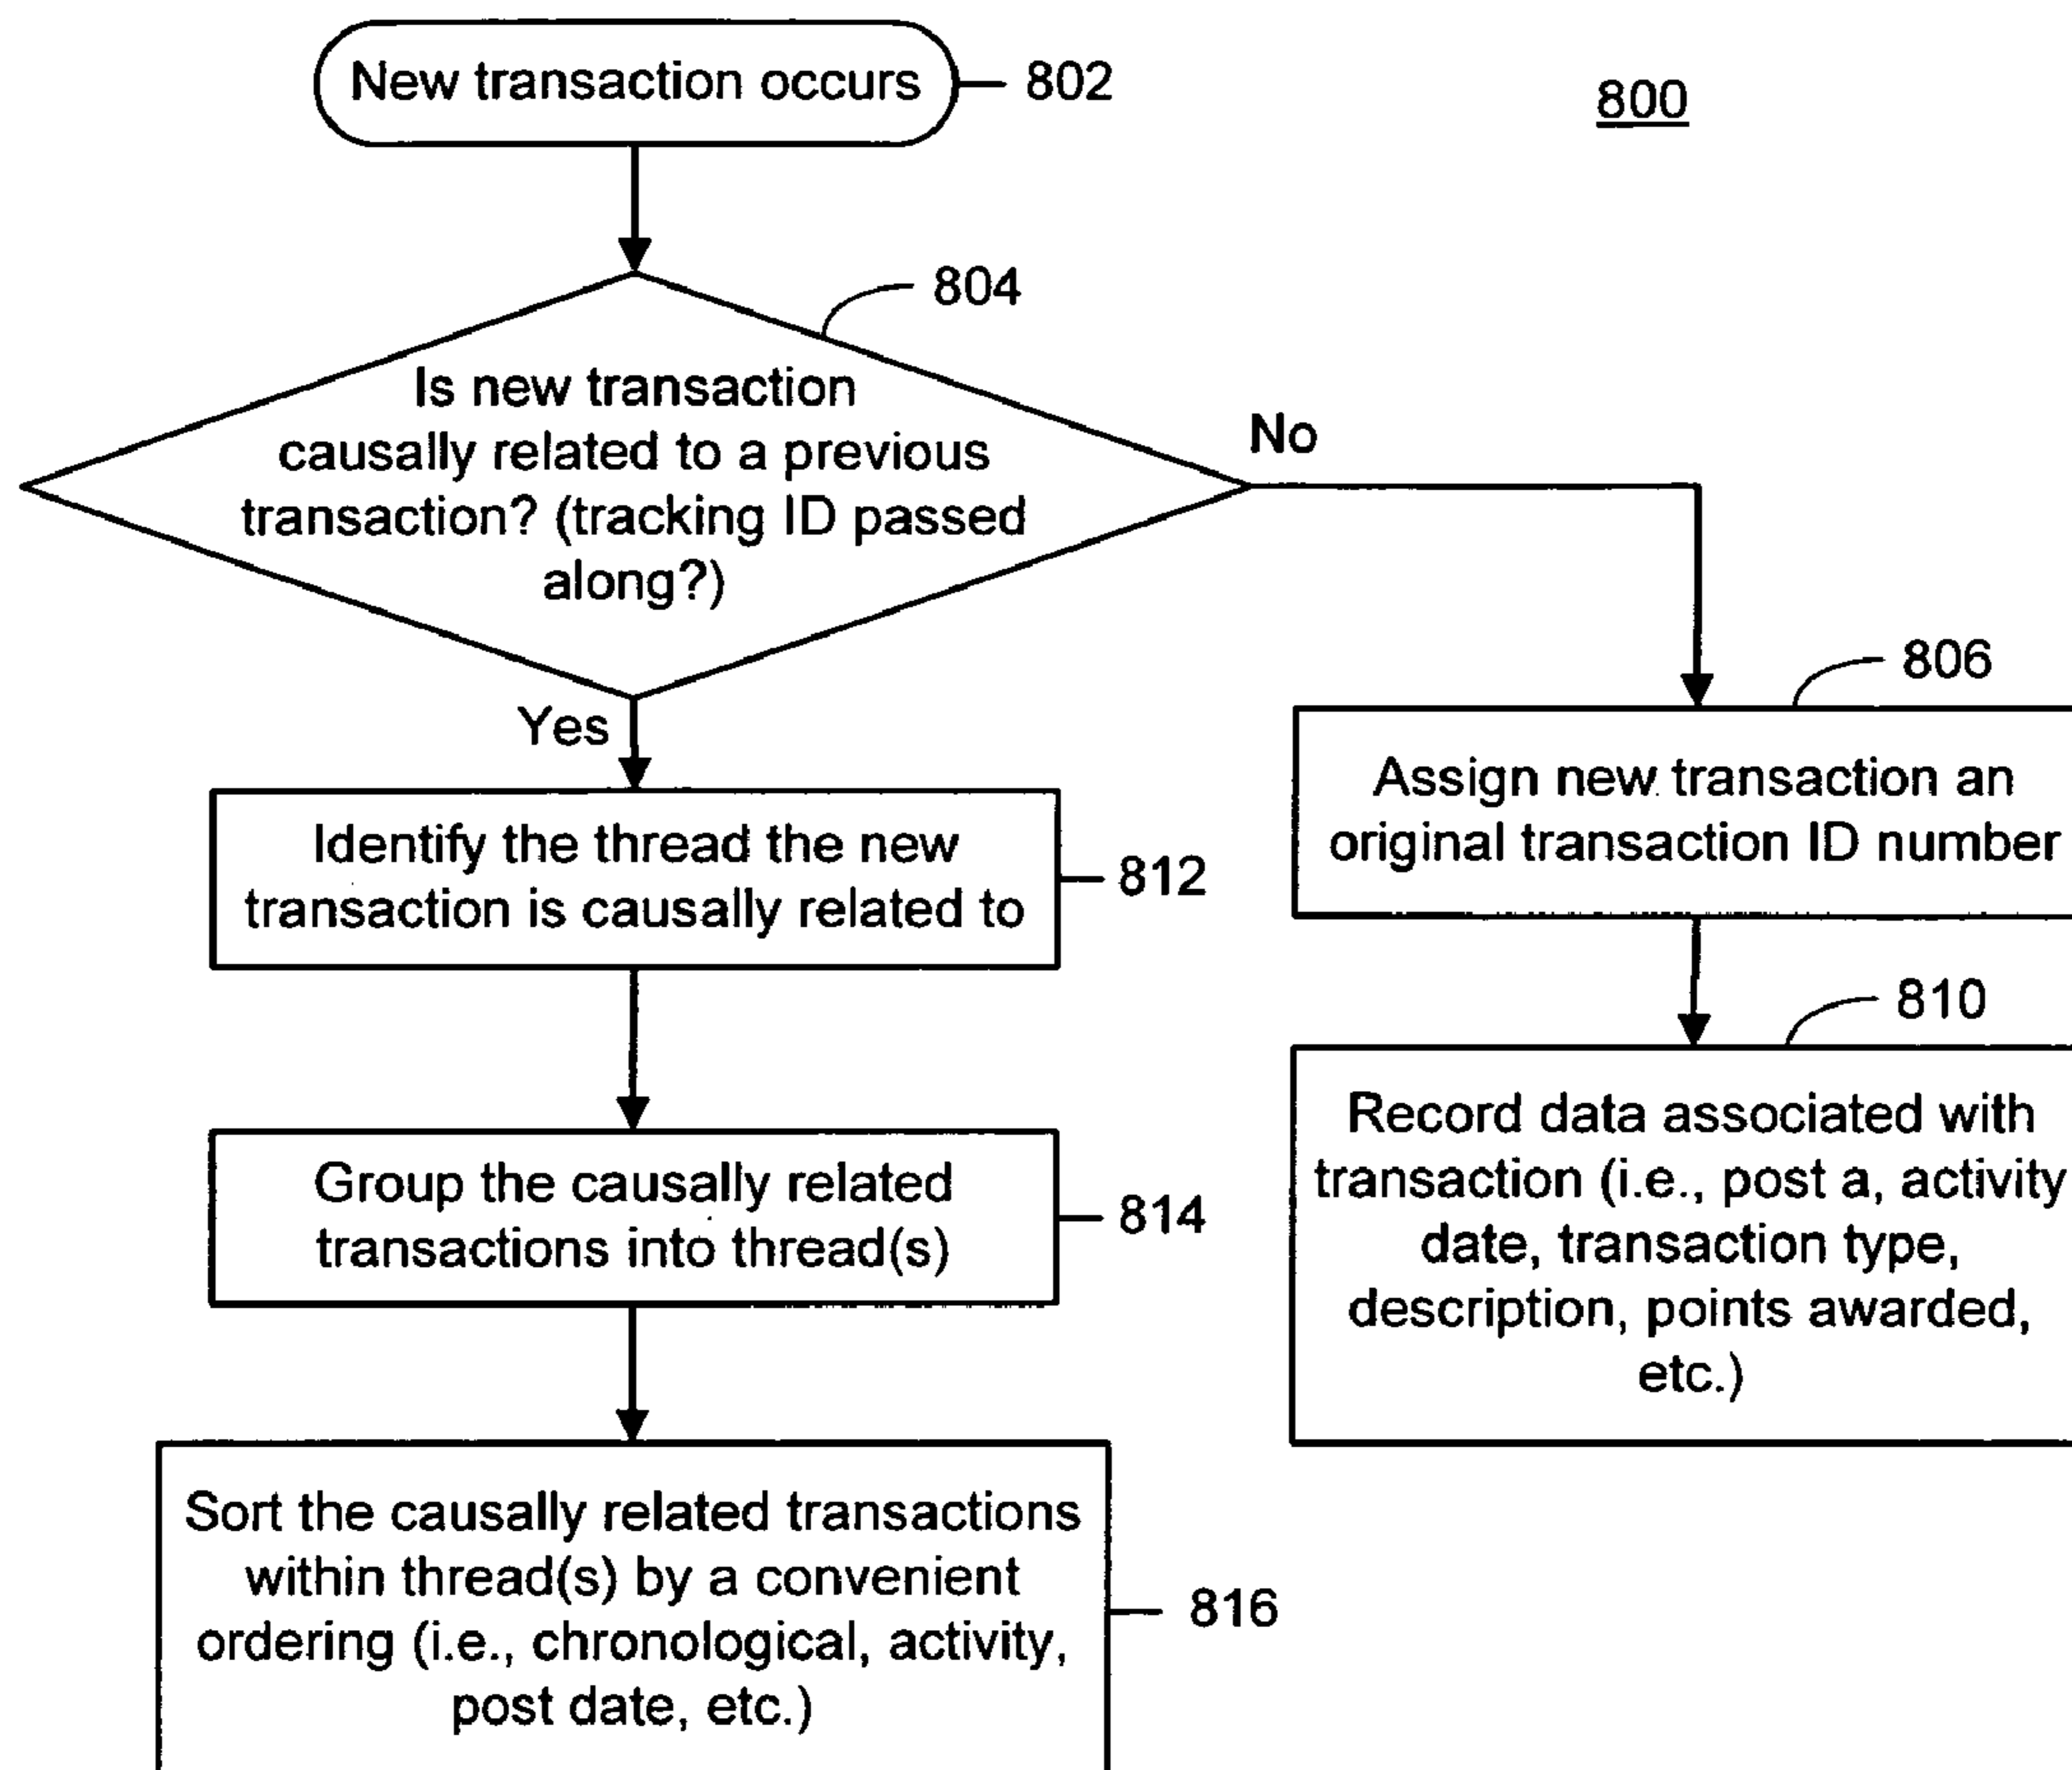 New transaction occurs
802
800
804
Is new transaction
causally related to a previous
transaction? (tracking ID passed
along?)
No
Yes
806
Assign new transaction an
original transaction ID number
Identify the thread the new
transaction is causally related to
812
810
Record data associated with
transaction (i.e., post a, activity
date, transaction type,
description, points awarded,
etc.)
Group the causally related
transactions into thread(s)
814
Sort the causally related transactions
within thread(s) by a convenient
ordering (i.e., chronological, activity,
post date, etc.)
816